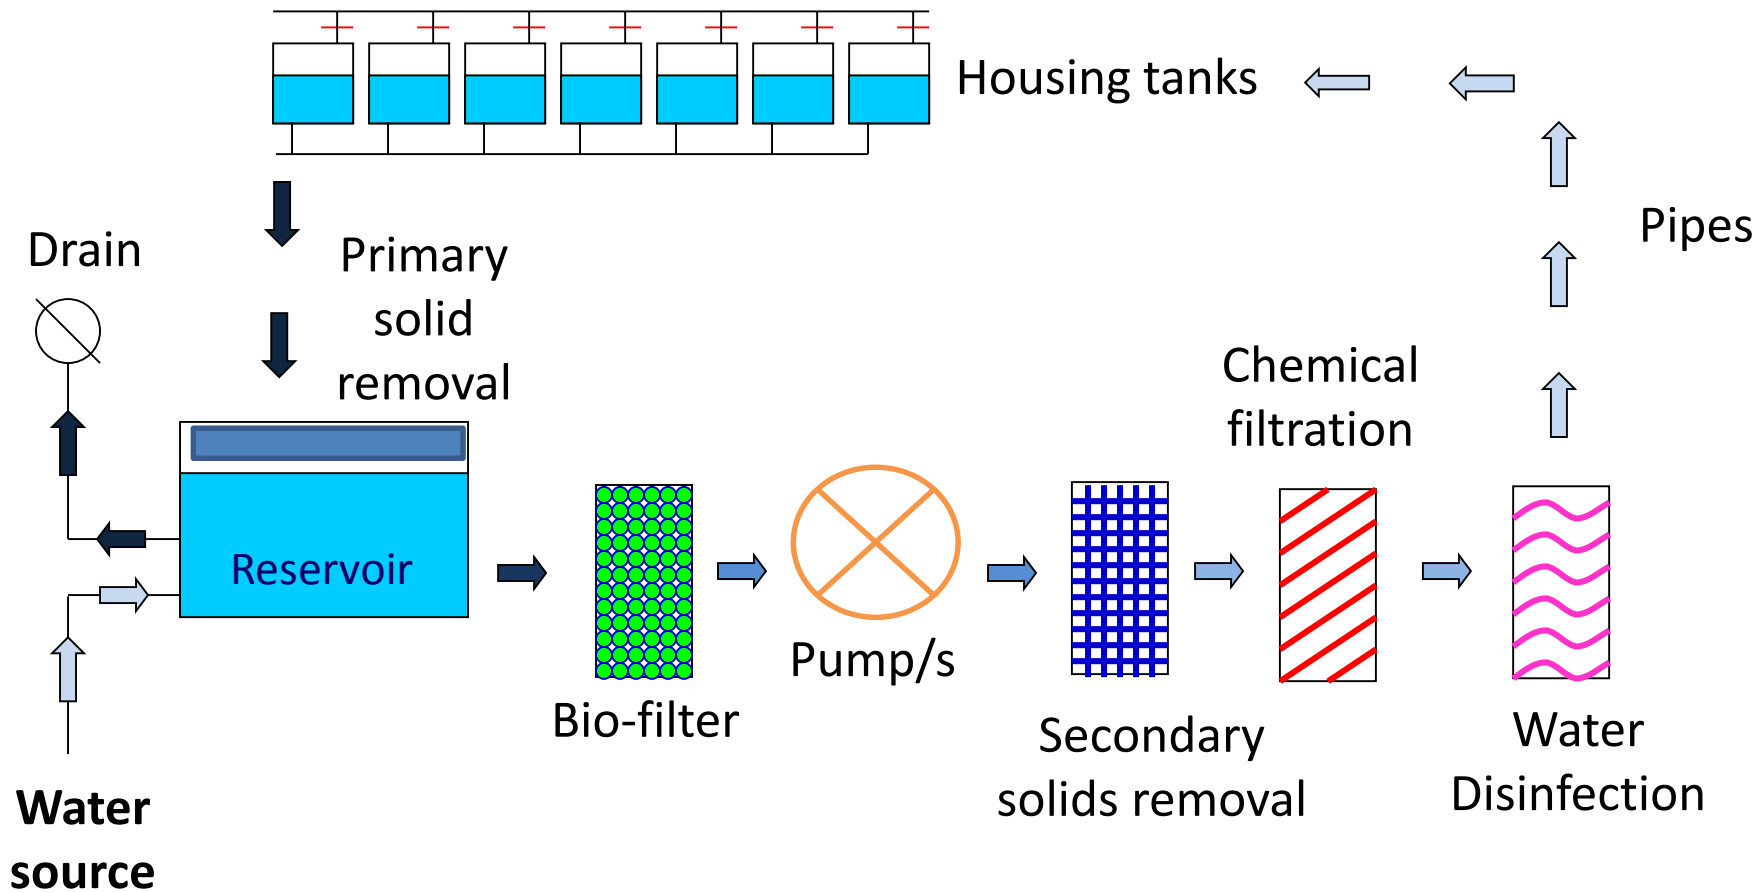 Housing tanks
Pipes
Drain
Primary
solid
removal
Chemical
filtration
Reservoir
Pump/s
Bio-filter
Secondary
solids removal
Water
Disinfection
Water
source